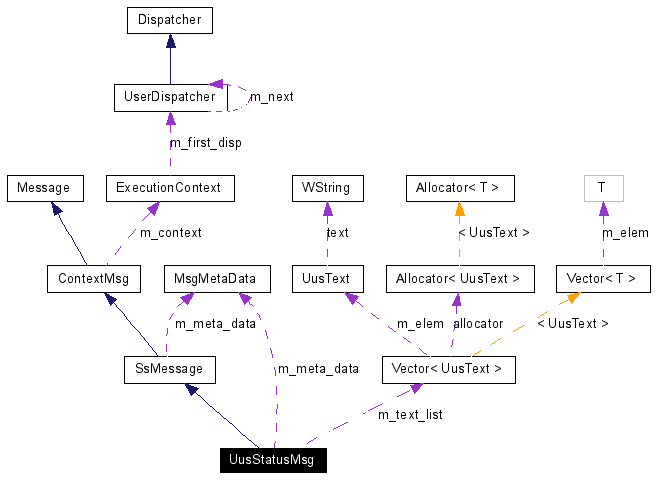 Dispatcher
UserDispatcher
m_next
m_first_disp
Message
ExecutionContext
WString
Allocator< T >
T
m_context
text
< UusText >
m_elem
ContextMsg
MsgMetaData
UusText
Allocator< UusText >
Vector< T >
m_meta_data
m_elem
allocator
< UusText >
SsMessage
m_meta_data
Vector< UusText >
m_text_list
UusStatusMsg